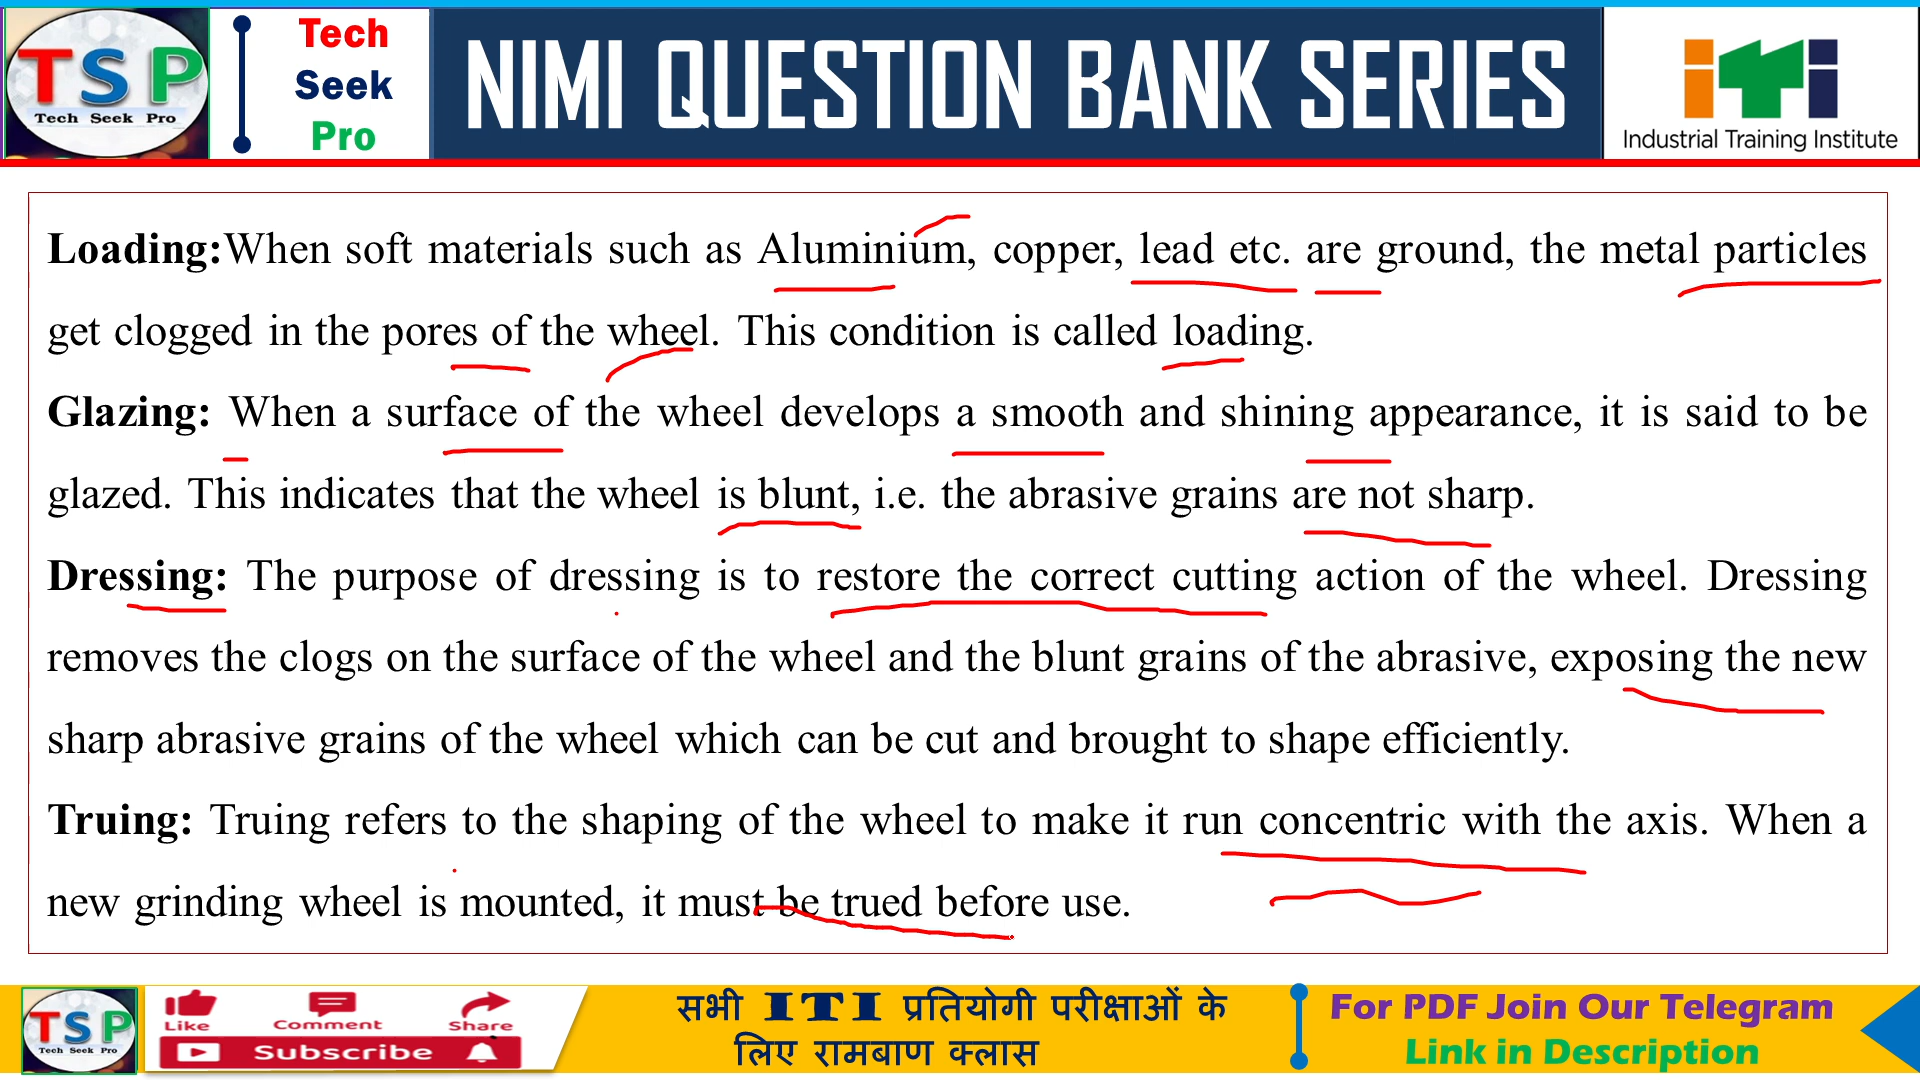 TSP
Tech Seek Pro
Tech
Seek
Pro
NIMI QUESTION BANK SERIES
iTi
Industrial Training Institute
Loading:When soft materials such as Aluminium, copper, lead etc. are ground, the metal particles
get clogged in the pores of the wheel. This condition is called loading.
Glazing: When a surface of the wheel develops a smooth and shining appearance, it is said to be
glazed. This indicates that the wheel is blunt, i.e. the abrasive grains are not sharp.
Dressing: The purpose of dressing is to restore the correct cutting action of the wheel. Dressing
removes the clogs on the surface of the wheel and the blunt grains of the abrasive, exposing the new
sharp abrasive grains of the wheel which can be cut and brought to shape efficiently.
Truing: Truing refers to the shaping of the wheel to make it run concentric with the axis. When a
new grinding wheel is mounted, it must be trued before use.
TSP
Tech Seek Pro
Like Comment Share
Subscribe
सभी ITI प्रतियोगी परीक्षाओं के
लिए रामबाण क्लास
For PDF Join Our Telegram
Link in Description